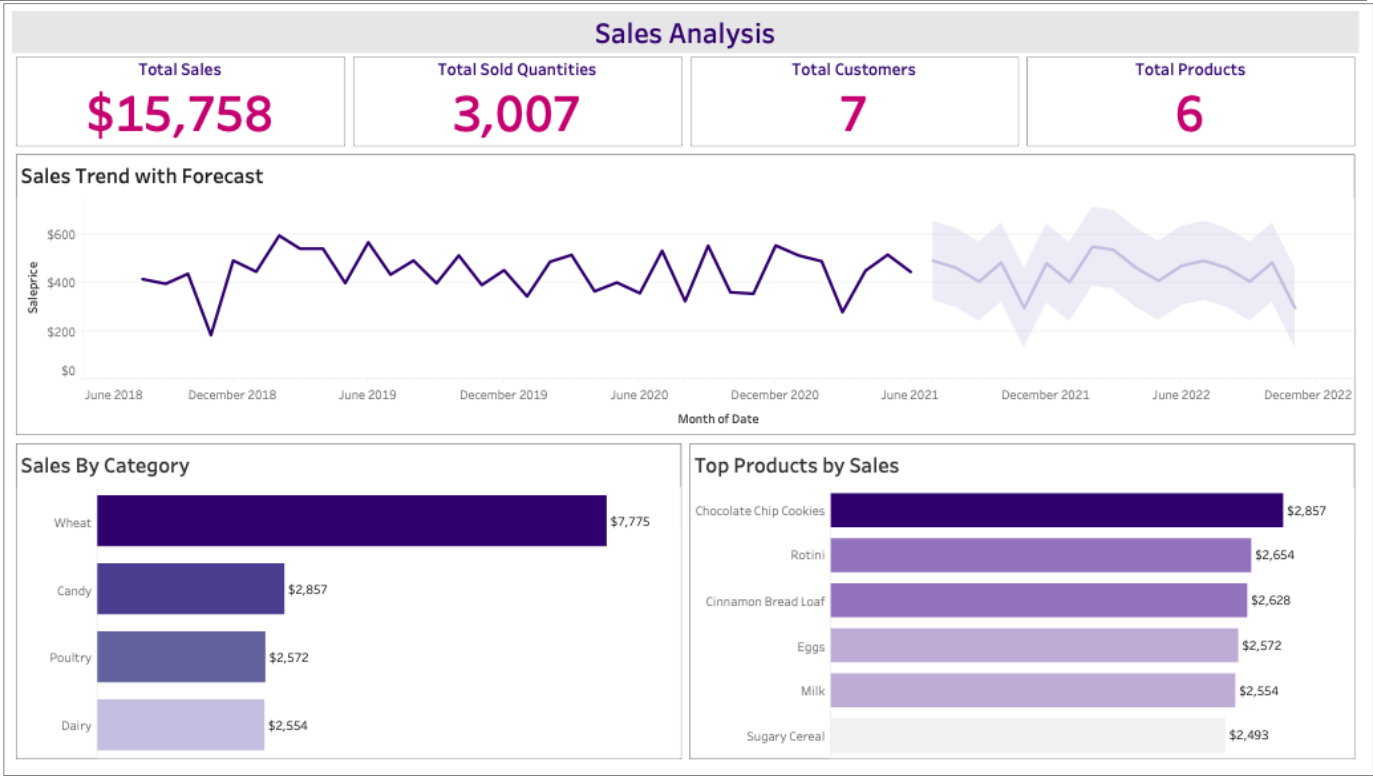 Sales Analysis
Total Sales
$15,758
Total Sold Quantities
3,007
Total Customers
7
Total Products
6
Sales Trend with Forecast
Saleprice
$600
$400
$200
$0
June 2018
December 2018
June 2019
December 2019
June 2020
December 2020
June 2021
December 2021
June 2022
December 2022
Month of Date
Sales By Category
Wheat
$7,775
Candy
$2,857
Poultry
$2,572
Dairy
$2,554
Top Products by Sales
Chocolate Chip Cookies
$2,857
Rotini
$2,654
Cinnamon Bread Loaf
$2,628
Eggs
$2,572
Milk
$2,554
Sugary Cereal
$2,493